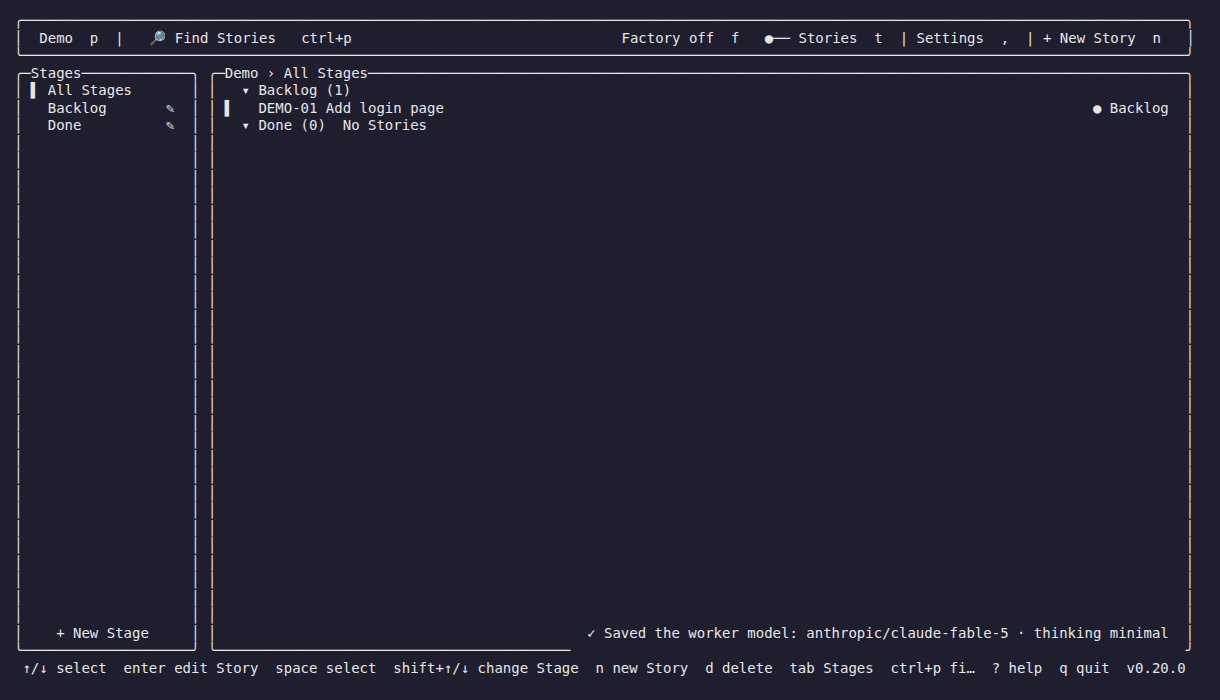 Demo p | 🔎 Find Stories ctrl+p Factory off f ●── Stories t | Settings , | + New Story n
Stages
▌ All Stages
Backlog ✎
Done ✎
+ New Stage
Demo › All Stages
▾ Backlog (1)
▌ DEMO-01 Add login page ● Backlog
▾ Done (0) No Stories
✓ Saved the worker model: anthropic/claude-fable-5 · thinking minimal
↑/↓ select enter edit Story space select shift+↑/↓ change Stage n new Story d delete tab Stages ctrl+p fi… ? help q quit v0.20.0